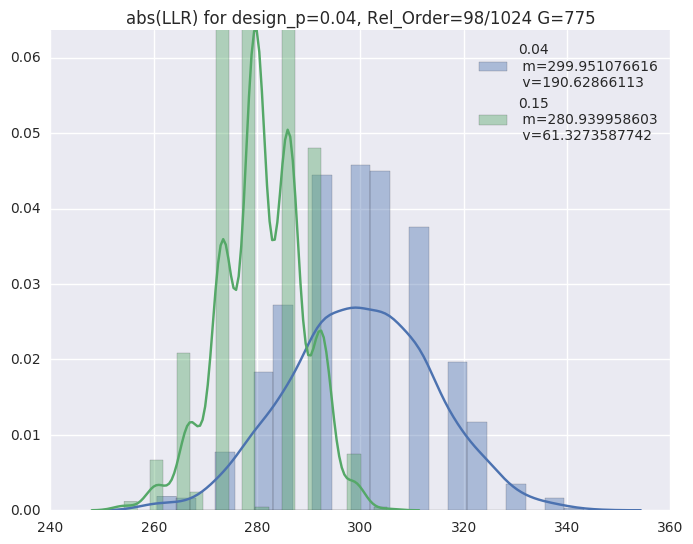 abs(LLR) for design_p=0.04, Rel_Order=98/1024 G=775
0.04
m=299.951076616
v=190.62866113
0.15
m=280.939958603
v=61.3273587742
0.06
0.05
0.04
0.03
0.02
0.01
0.00
240 260 280 300 320 340 360